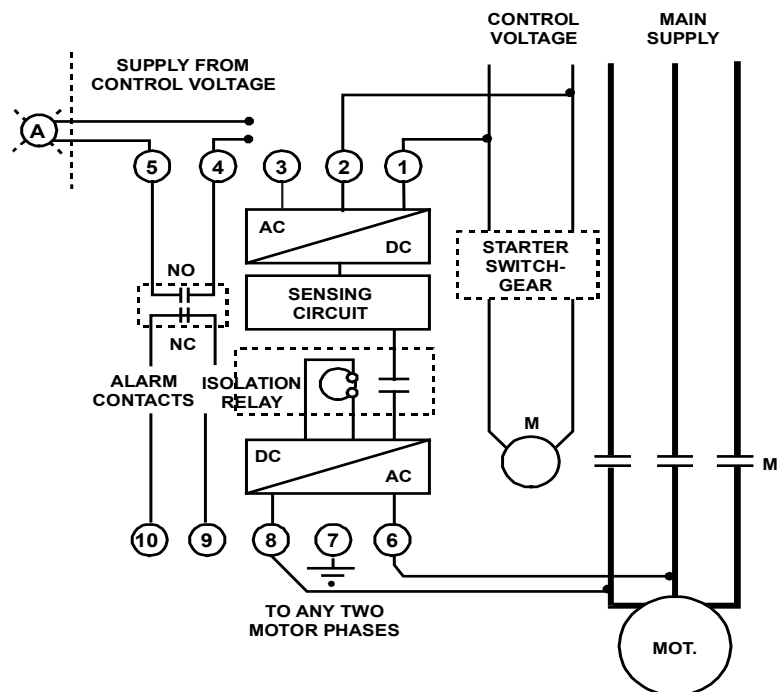 CONTROL
VOLTAGE
MAIN
SUPPLY
SUPPLY FROM
CONTROL VOLTAGE
A
5
4
3
2
1
AC
DC
STARTER
SWITCH-
GEAR
NO
SENSING
CIRCUIT
NC
ALARM
CONTACTS
ISOLATION
RELAY
M
DC
AC
M
10
9
8
7
6
TO ANY TWO
MOTOR PHASES
MOT.